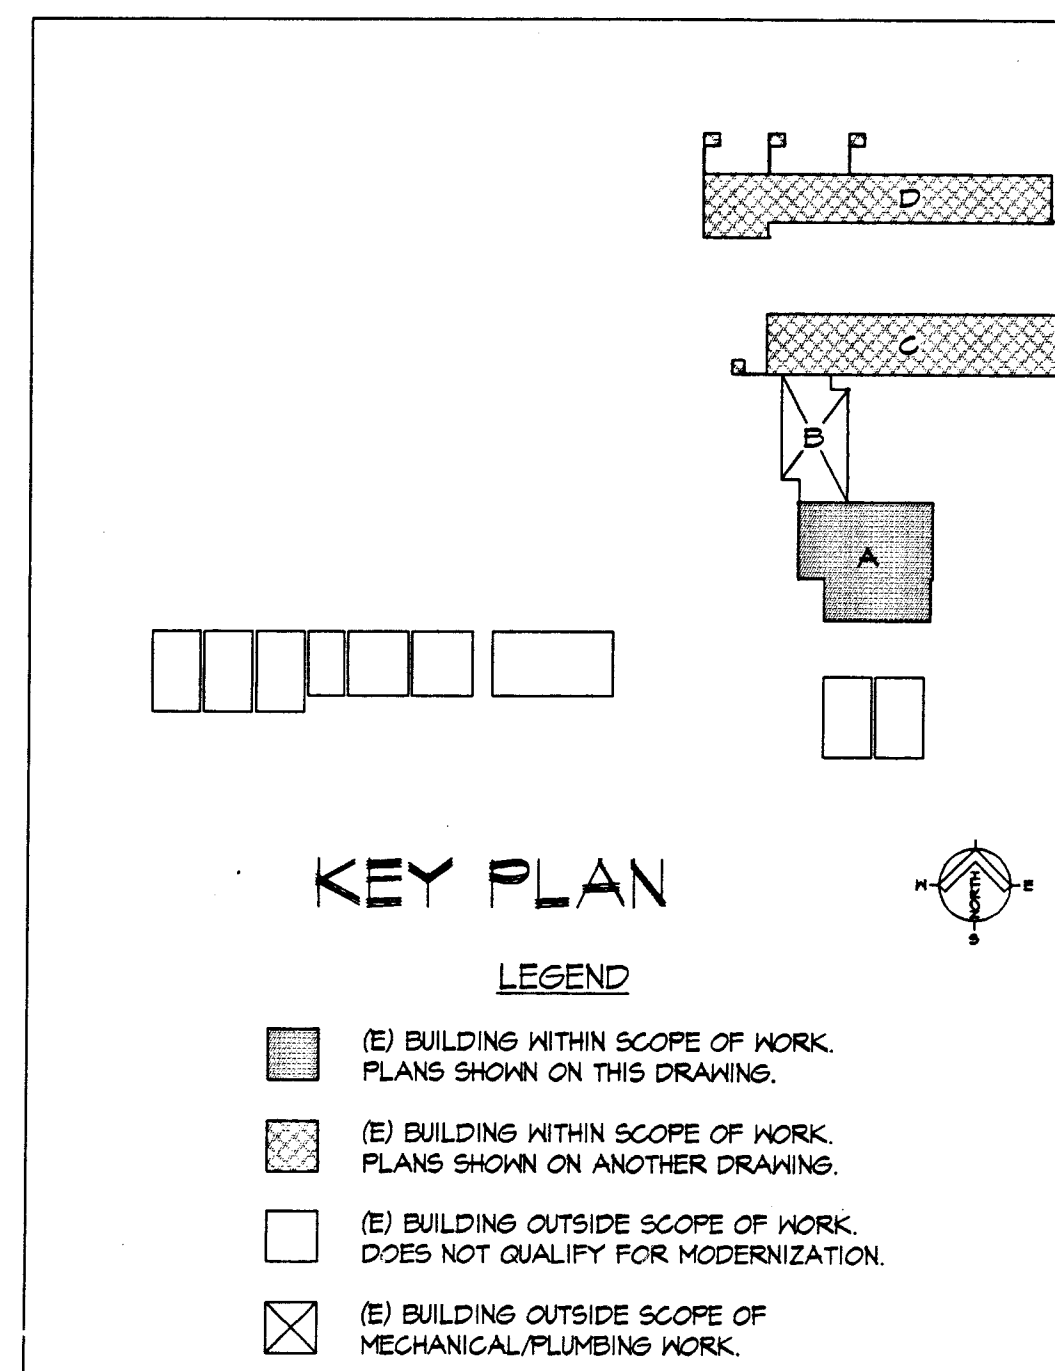 D
C
B
A
KEY PLAN
W
E
NORTH
S
LEGEND
(E) BUILDING WITHIN SCOPE OF WORK.
PLANS SHOWN ON THIS DRAWING.
(E) BUILDING WITHIN SCOPE OF WORK.
PLANS SHOWN ON ANOTHER DRAWING.
(E) BUILDING OUTSIDE SCOPE OF WORK.
DOES NOT QUALIFY FOR MODERNIZATION.
(E) BUILDING OUTSIDE SCOPE OF
MECHANICAL/PLUMBING WORK.